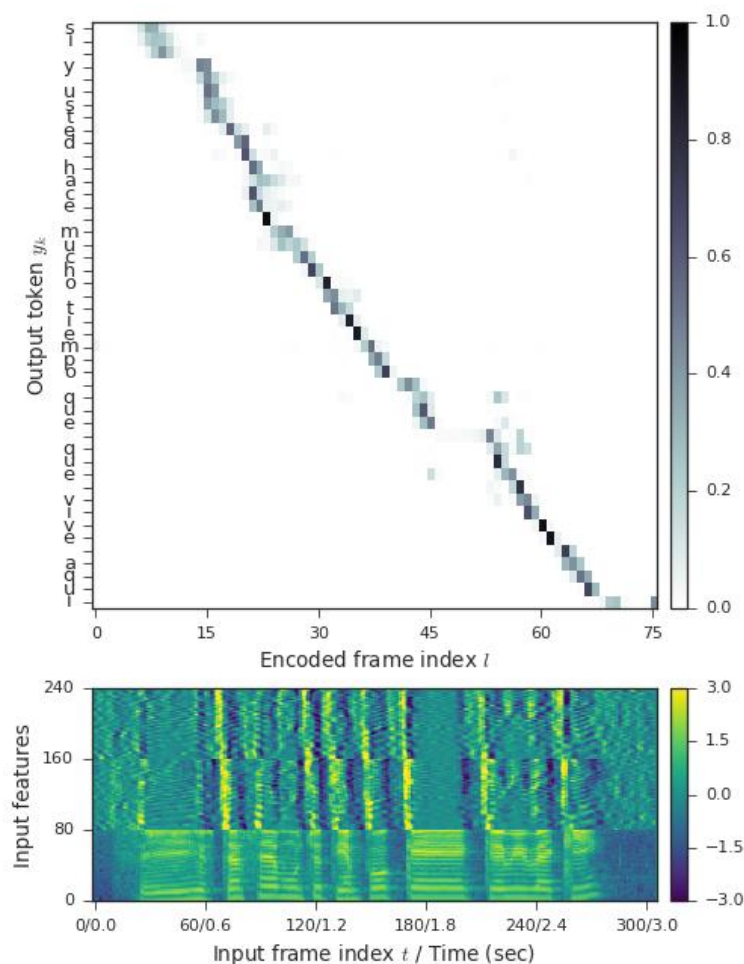 Output token y_k
s
i
y
u
s
t
e
d
h
a
c
e
m
u
c
h
o
t
i
e
m
p
o
q
u
e
q
u
e
v
i
v
e
a
q
u
i
1.0
0.8
0.6
0.4
0.2
0.0
0 15 30 45 60 75
Encoded frame index l
Input features
240
160
80
0
3.0
1.5
0.0
−1.5
−3.0
0/0.0 60/0.6 120/1.2 180/1.8 240/2.4 300/3.0
Input frame index t / Time (sec)